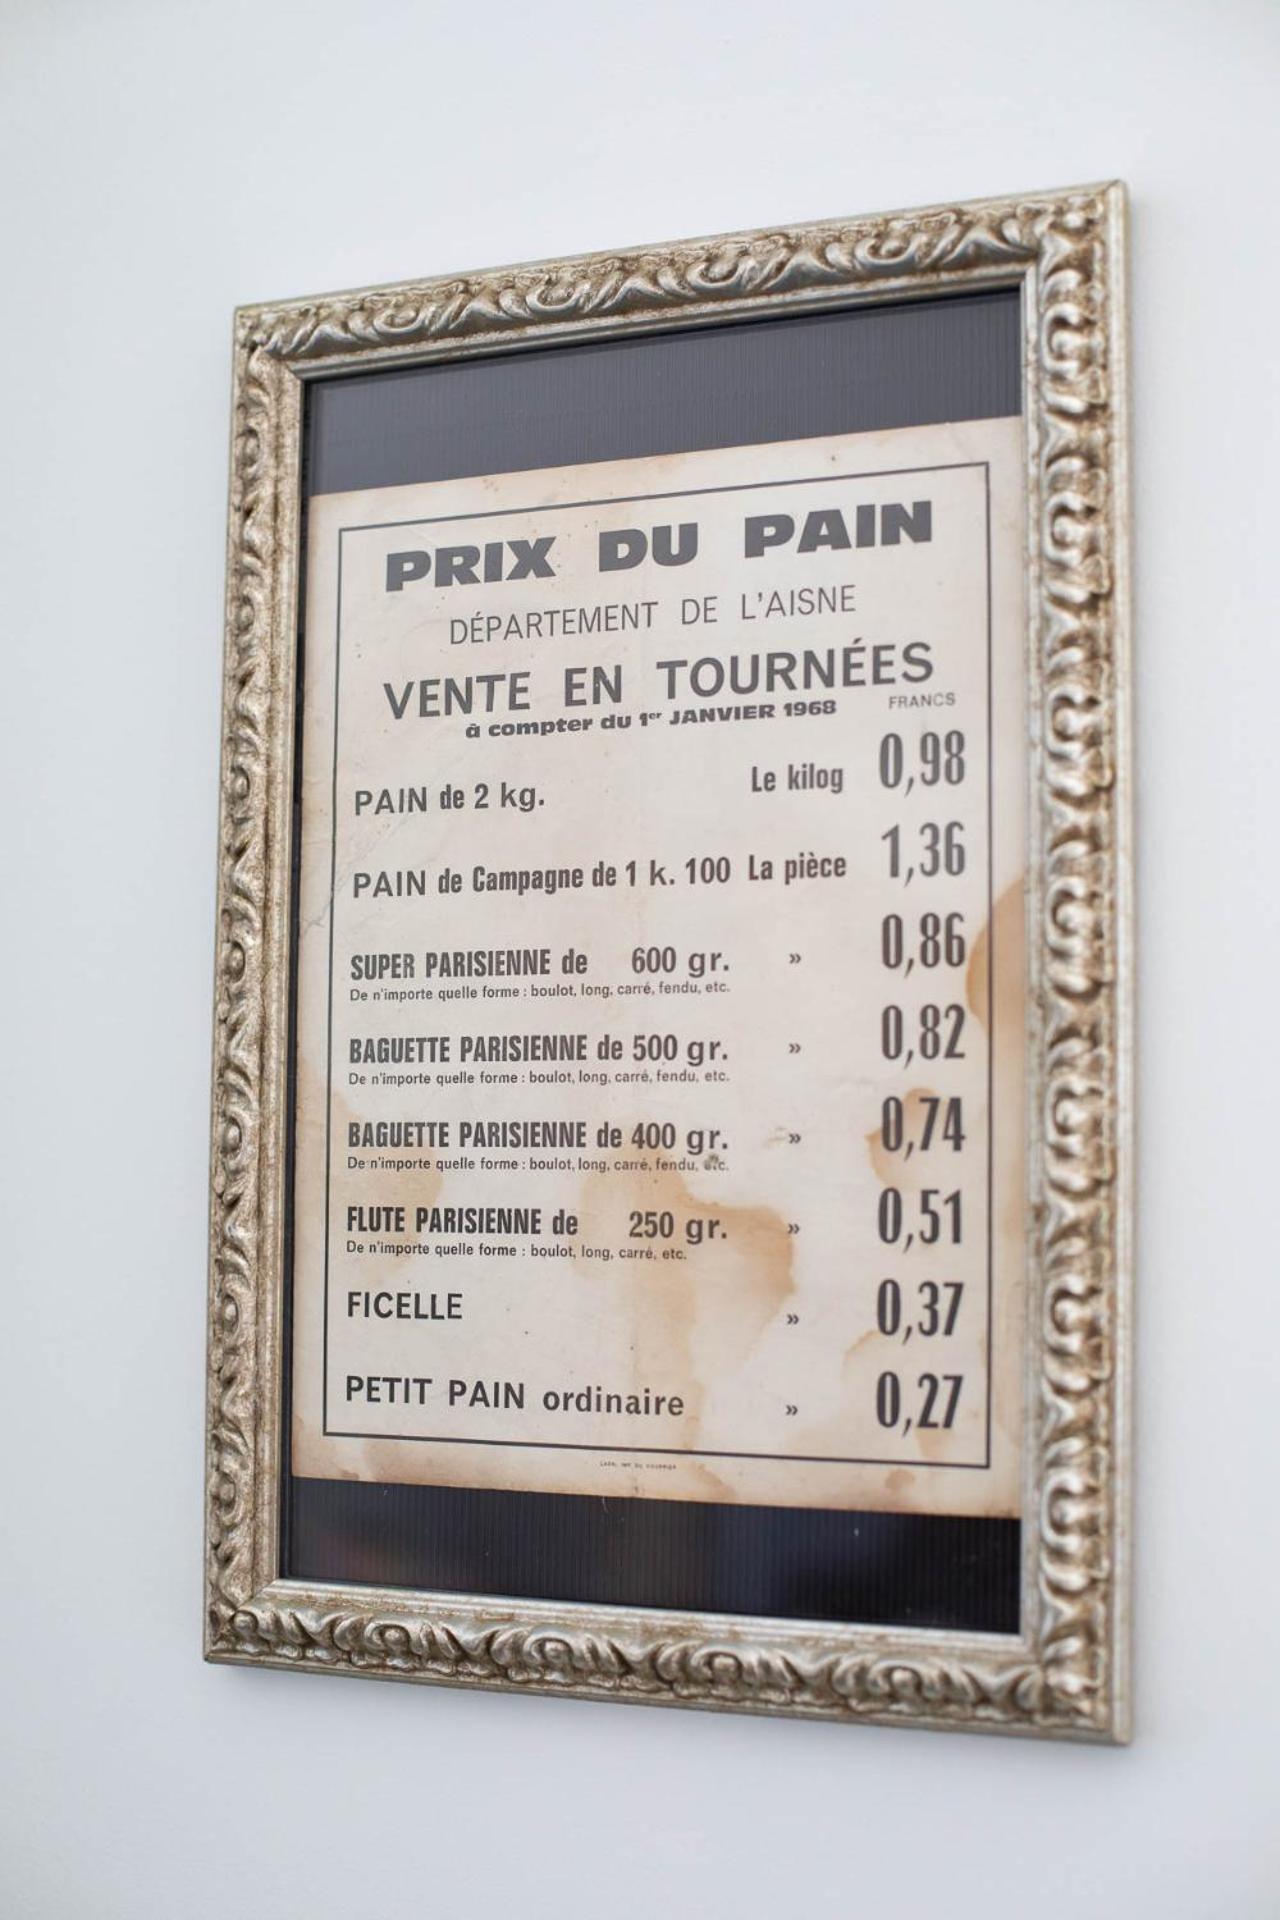 PRIX DU PAIN
DÉPARTEMENT DE L'AISNE
VENTE EN TOURNÉES
à compter du 1er JANVIER 1968
FRANCS
PAIN de 2 kg. Le kilog 0,98
PAIN de Campagne de 1 k. 100 La pièce 1,36
SUPER PARISIENNE de 600 gr. » 0,86
De n'importe quelle forme : boulot, long, carré, fendu, etc.
BAGUETTE PARISIENNE de 500 gr. » 0,82
De n'importe quelle forme : boulot, long, carré, fendu, etc.
BAGUETTE PARISIENNE de 400 gr. » 0,74
De n'importe quelle forme : boulot, long, carré, fendu, etc.
FLUTE PARISIENNE de 250 gr. » 0,51
De n'importe quelle forme : boulot, long, carré, etc.
FICELLE » 0,37
PETIT PAIN ordinaire » 0,27